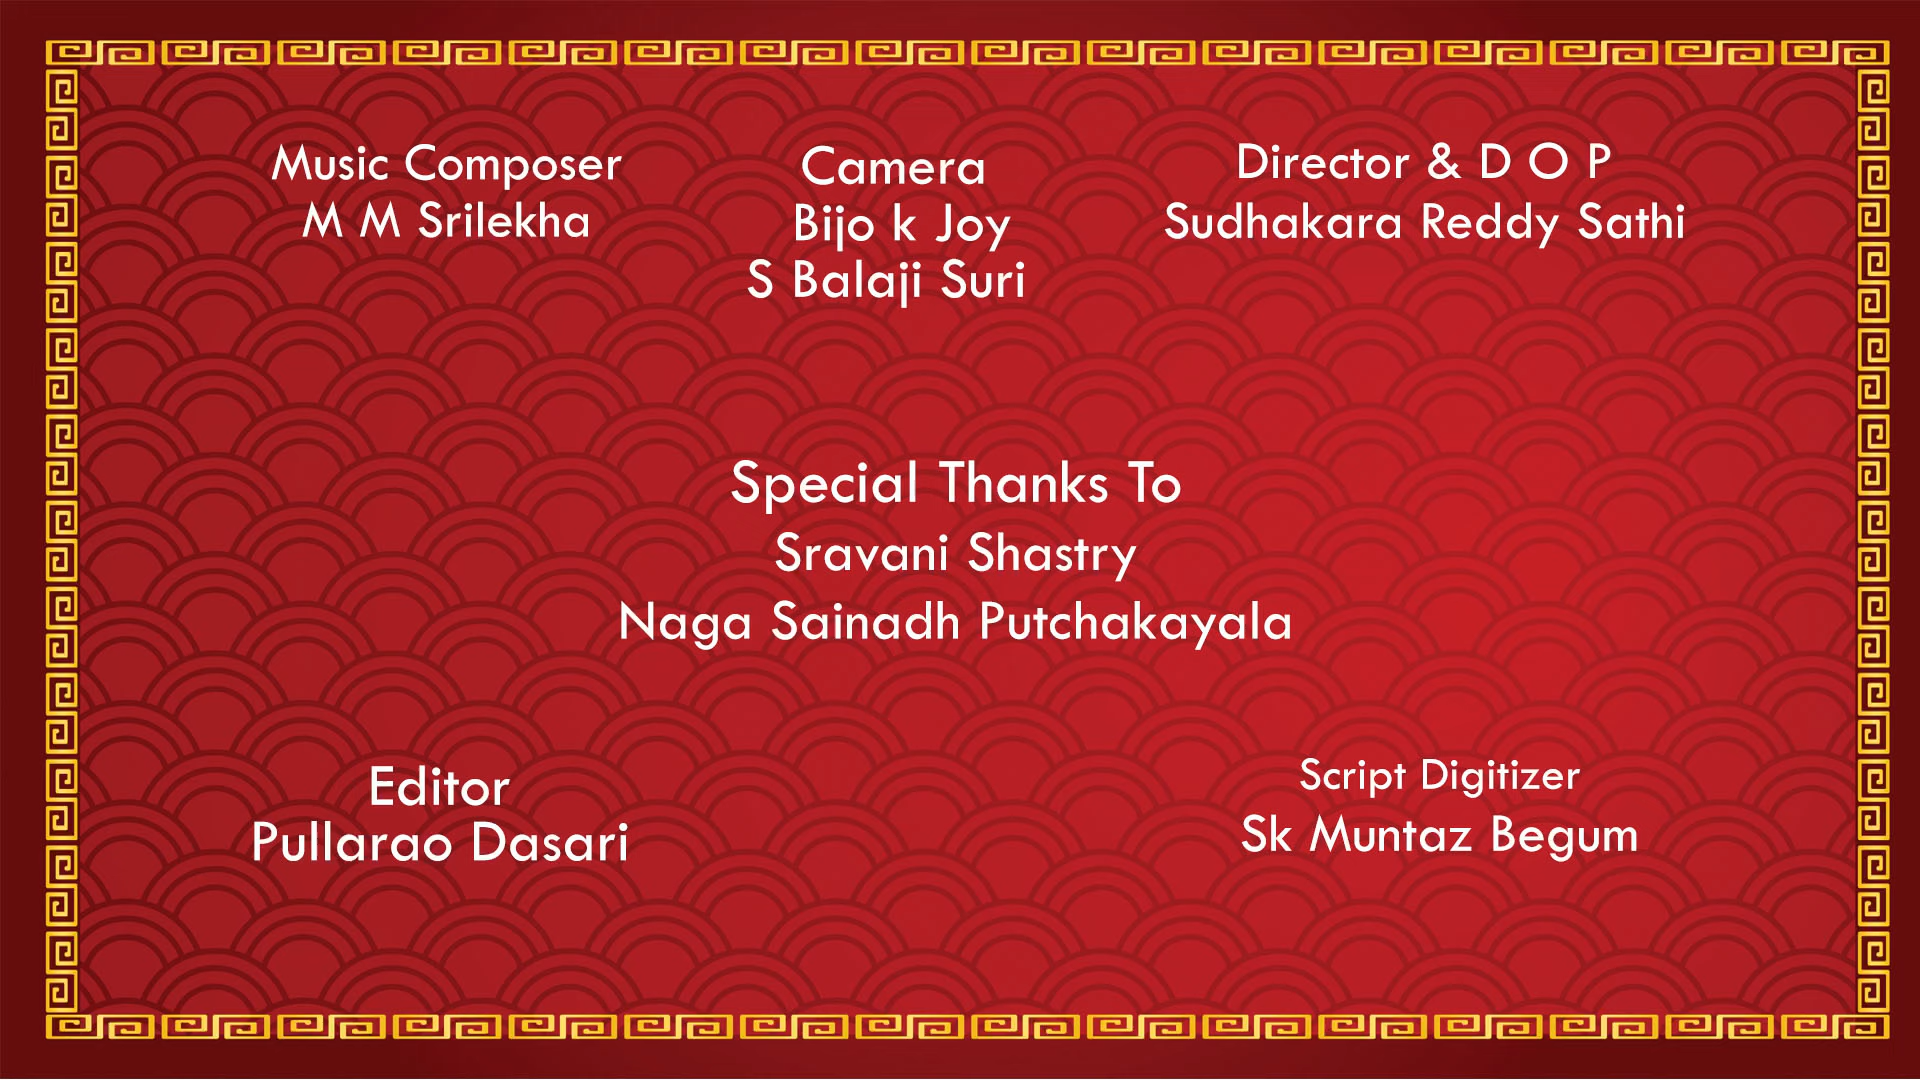 Music Composer
M M Srilekha
Camera
Bijo k Joy
S Balaji Suri
Director & D O P
Sudhakara Reddy Sathi
Special Thanks To
Sravani Shastry
Naga Sainadh Putchakayala
Editor
Pullarao Dasari
Script Digitizer
Sk Muntaz Begum